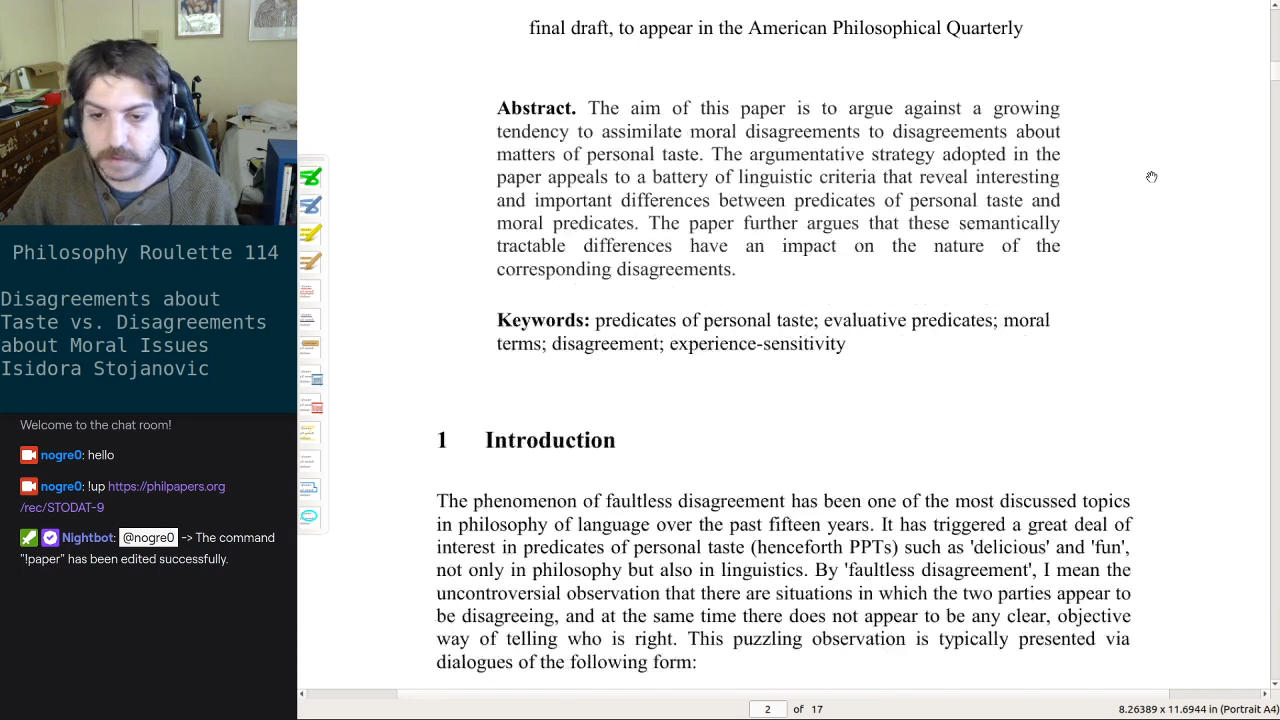 Philosophy Roulette 114
Disagreements about
Taste vs. Disagreements
about Moral Issues
Isidora Stojanovic
Welcome to the chat room!
nogre0: hello
nogre0: !up https://philpapers.org
/rec/STODAT-9
Nightbot: @nogre0 -> The command
"!paper" has been edited successfully.
final draft, to appear in the American Philosophical Quarterly
Abstract. The aim of this paper is to argue against a growing
tendency to assimilate moral disagreements to disagreements about
matters of personal taste. The argumentative strategy adopted in the
paper appeals to a battery of linguistic criteria that reveal interesting
and important differences between predicates of personal taste and
moral predicates. The paper further argues that these semantically
tractable differences have an impact on the nature of the
corresponding disagreements.
Keywords: predicates of personal taste; evaluative predicates; moral
terms; disagreement; experience-sensitivity
1 Introduction
The phenomenon of faultless disagreement has been one of the most discussed topics
in philosophy of language over the past fifteen years. It has triggered a great deal of
interest in predicates of personal taste (henceforth PPTs) such as 'delicious' and 'fun',
not only in philosophy but also in linguistics. By 'faultless disagreement', I mean the
uncontroversial observation that there are situations in which the two parties appear to
be disagreeing, and at the same time there does not appear to be any clear, objective
way of telling who is right. This puzzling observation is typically presented via
dialogues of the following form:
2 of 17
8.26389 x 11.6944 in (Portrait A4)